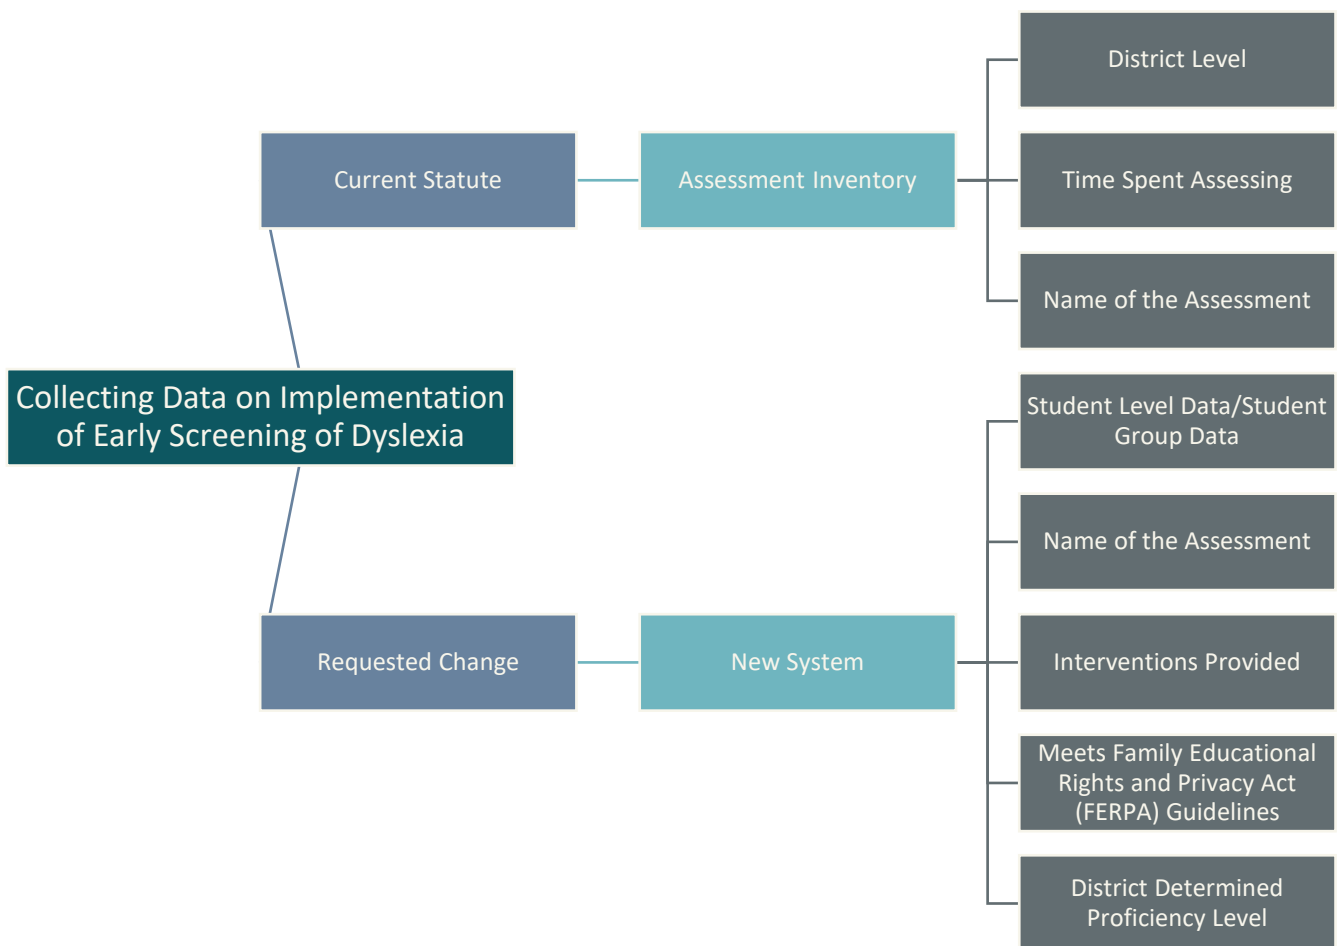 District Level
Current Statute
Assessment Inventory
Time Spent Assessing
Name of the Assessment
Collecting Data on Implementation
of Early Screening of Dyslexia
Student Level Data/Student
Group Data
Name of the Assessment
Requested Change
New System
Interventions Provided
Meets Family Educational
Rights and Privacy Act
(FERPA) Guidelines
District Determined
Proficiency Level